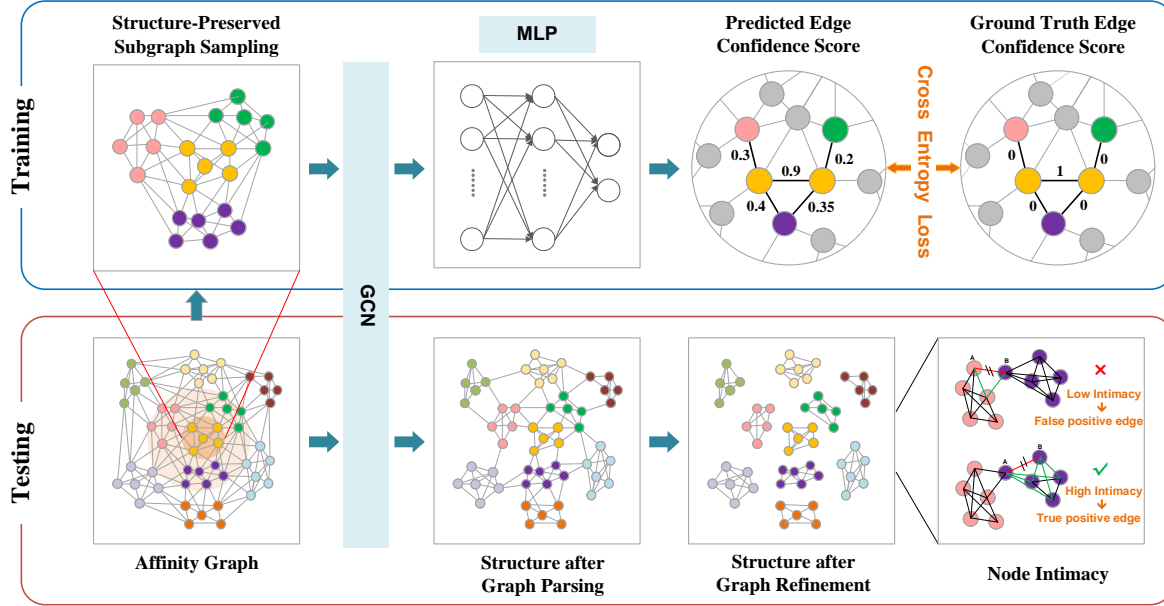 Training
Structure-Preserved
Subgraph Sampling
MLP
Predicted Edge
Confidence Score
Ground Truth Edge
Confidence Score
0.3
0.2
0.9
0.4
0.35
Cross Entropy Loss
0
0
1
0
0
GCN
Testing
Affinity Graph
Structure after
Graph Parsing
Structure after
Graph Refinement
A
B
Low Intimacy
False positive edge
A
B
High Intimacy
True positive edge
Node Intimacy